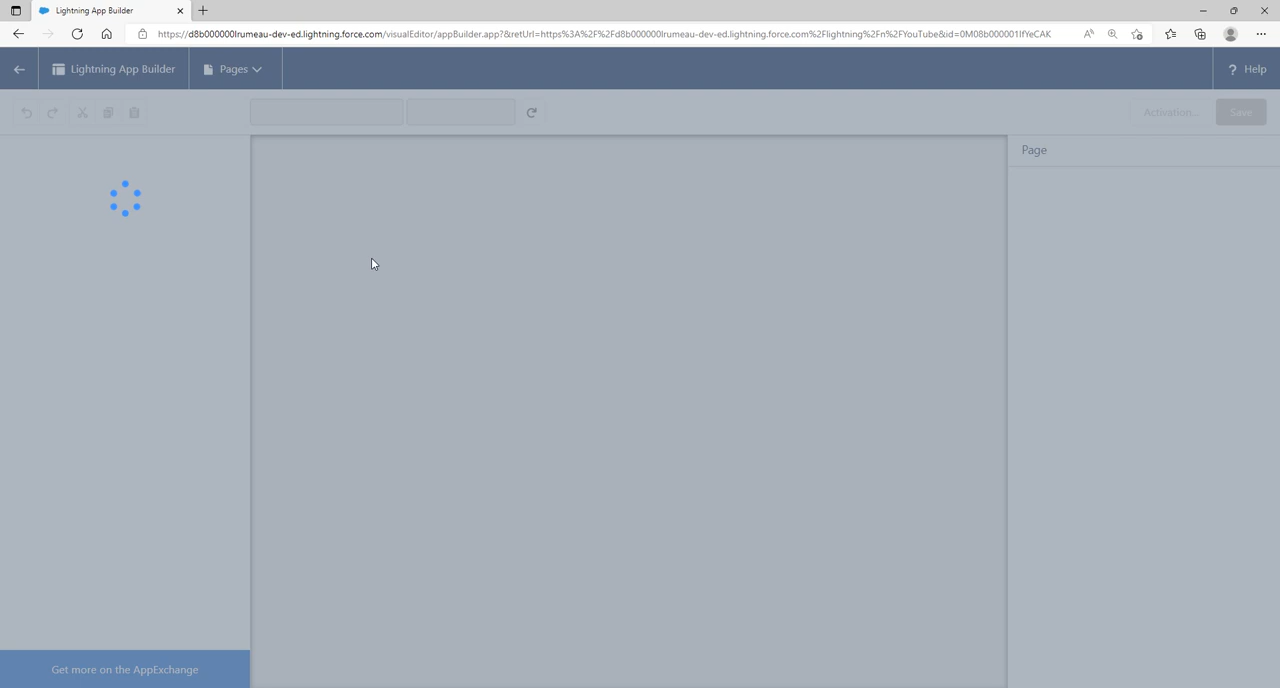 Lightning App Builder
https://d8b000000lrumeau-dev-ed.lightning.force.com/visualEditor/appBuilder.app?&retUrl=https%3A%2F%2Fd8b000000lrumeau-dev-ed.lightning.force.com%2Flightning%2Fn%2FYouTube&id=0M08b000001IfYeCAK
Lightning App Builder
Pages
? Help
Activation...
Save
Page
Get more on the AppExchange